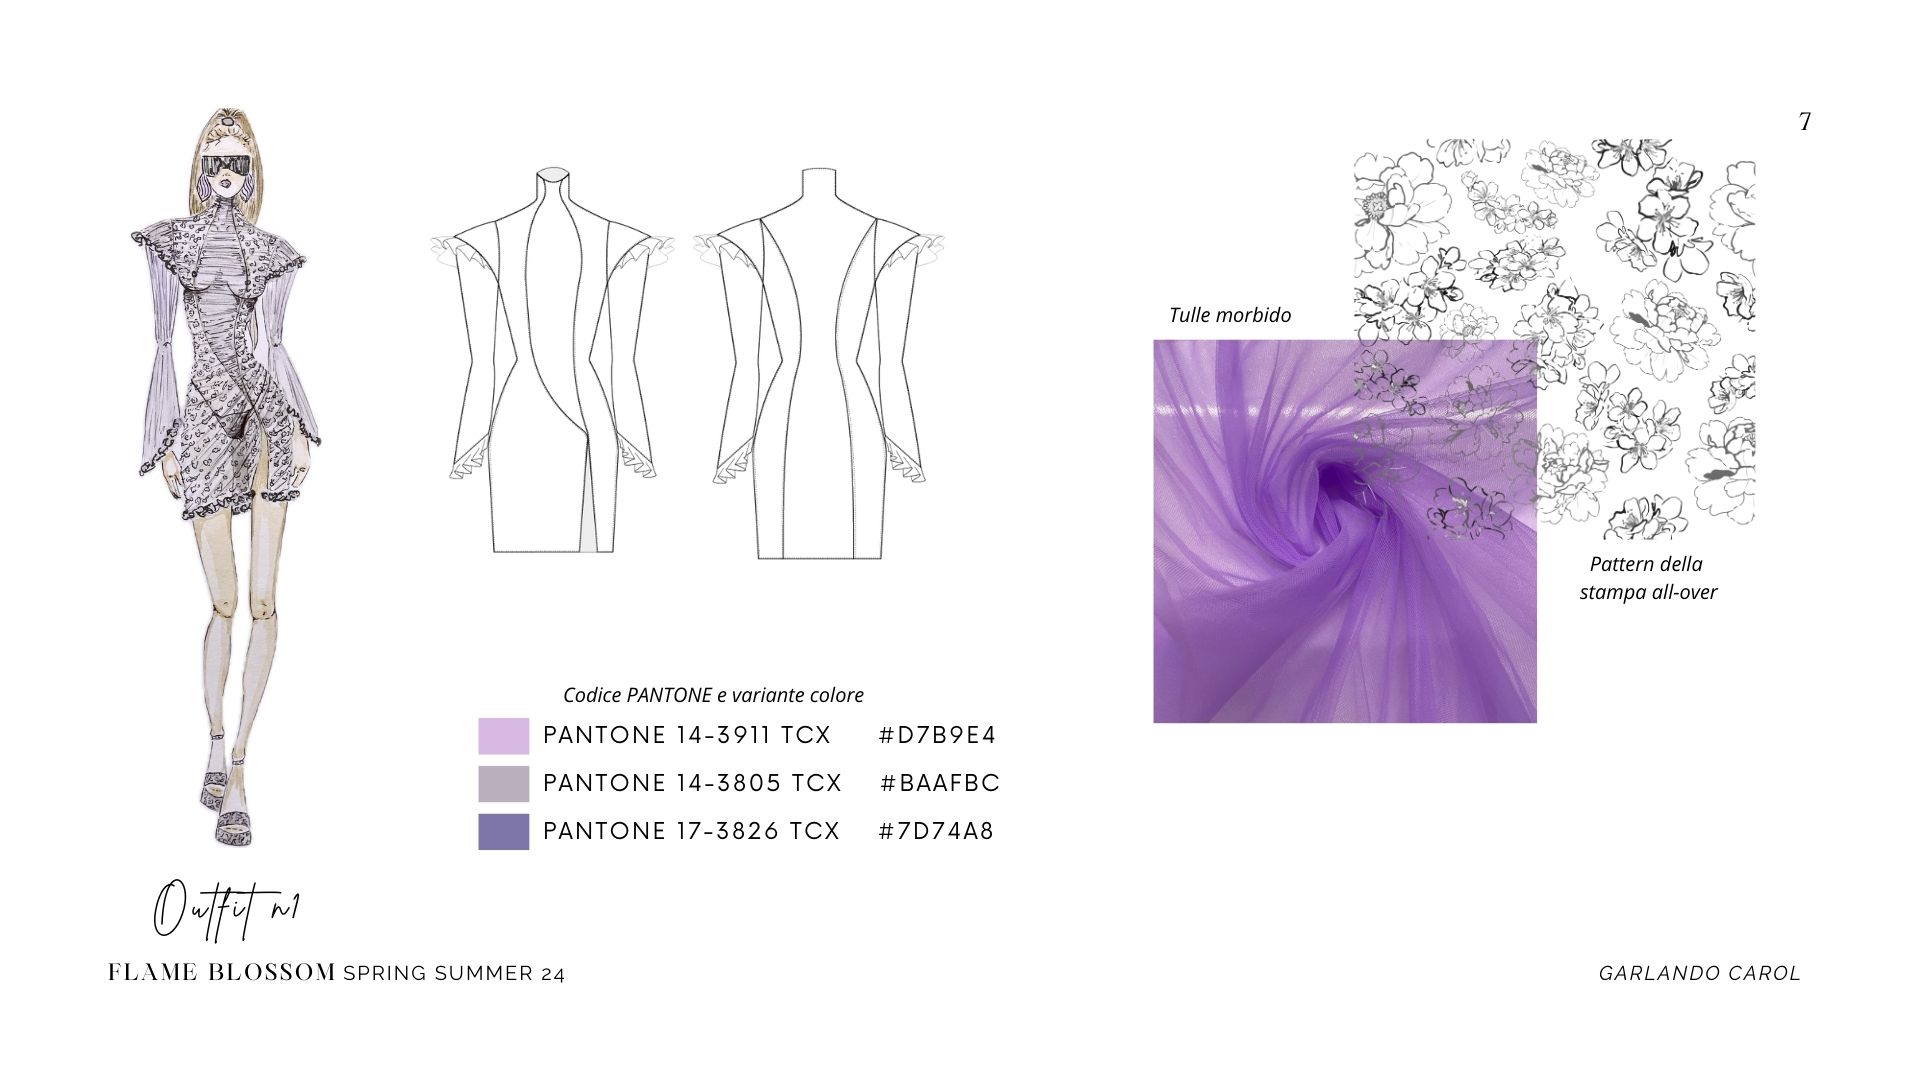 7
Tulle morbido
Pattern della
stampa all-over
Codice PANTONE e variante colore
PANTONE 14-3911 TCX #D7B9E4
PANTONE 14-3805 TCX #BAAFBC
PANTONE 17-3826 TCX #7D74A8
Outfit n1
FLAME BLOSSOM SPRING SUMMER 24
GARLANDO CAROL